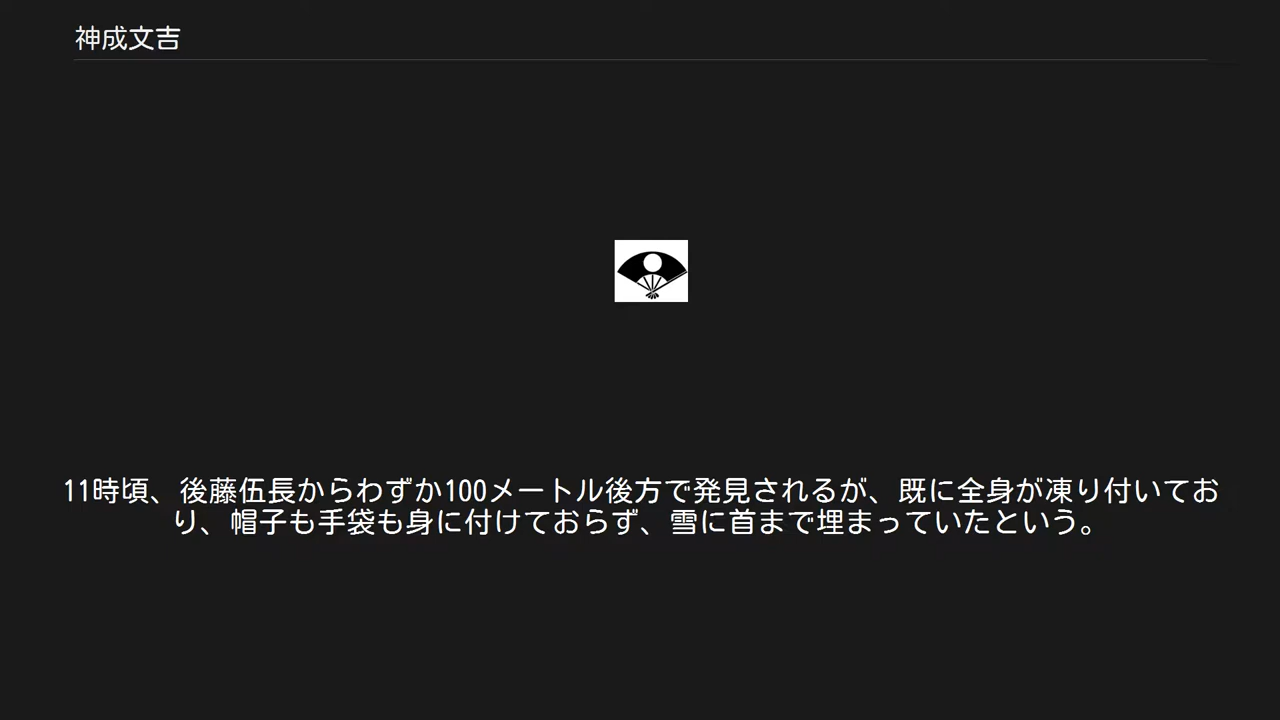 神成文吉
11時頃、後藤伍長からわずか100メートル後方で発見されるが、既に全身が凍り付いてお
り、帽子も手袋も身に付けておらず、雪に首まで埋まっていたという。